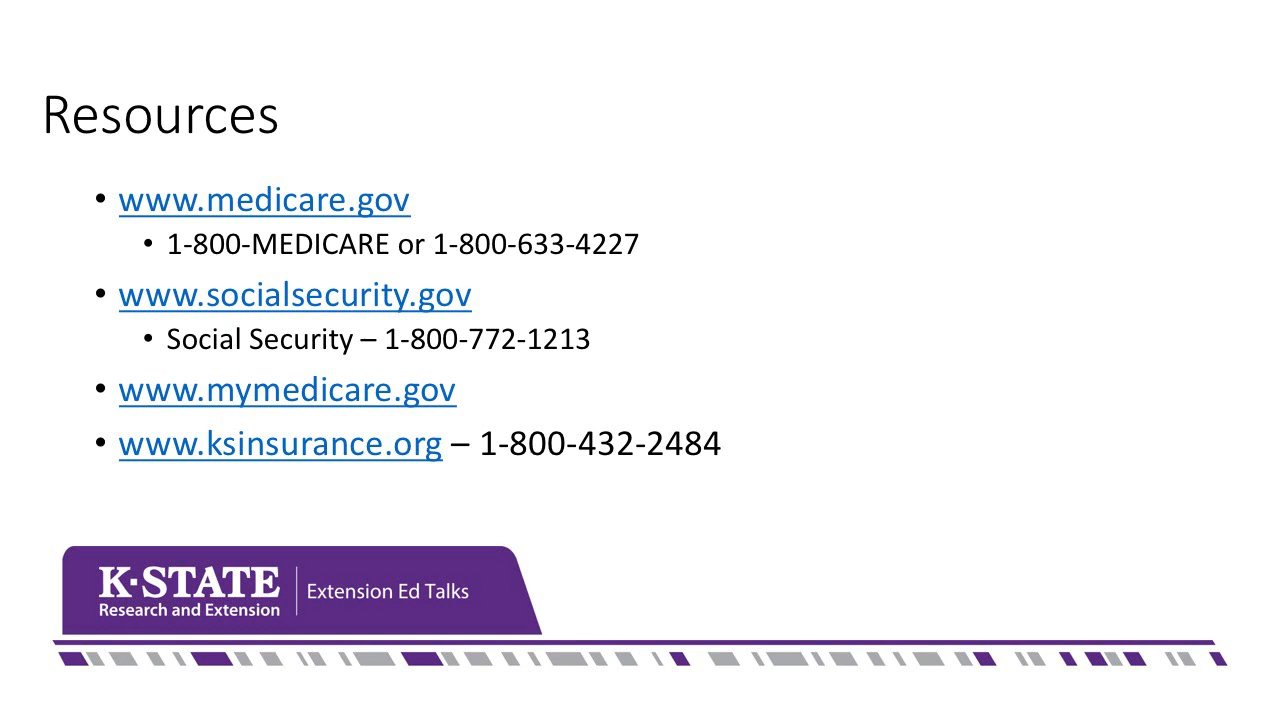 Resources
• www.medicare.gov
• 1-800-MEDICARE or 1-800-633-4227
• www.socialsecurity.gov
• Social Security – 1-800-772-1213
• www.mymedicare.gov
• www.ksinsurance.org – 1-800-432-2484
K·STATE
Research and Extension
Extension Ed Talks